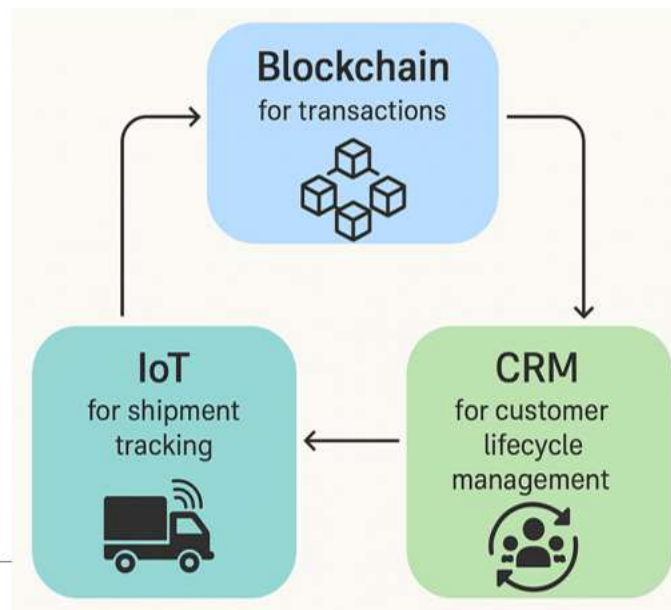 Blockchain
for transactions
IoT
for shipment
tracking
CRM
for customer
lifecycle
management